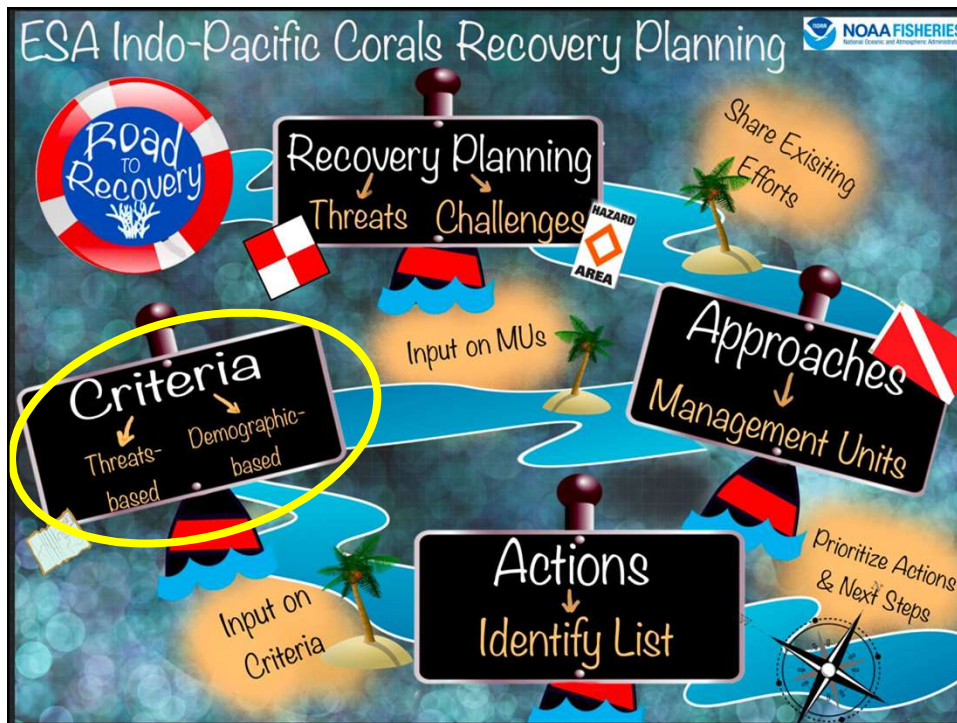 ESA Indo-Pacific Corals Recovery Planning
NOAA
NOAA FISHERIES
National Oceanic and Atmospheric Administrat
Road
TO
Recovery
Recovery Planning
Threats Challenges
HAZARD
AREA
Share Exisiting
Efforts
Approaches
Management Units
Input on MUs
Criteria
Threats-
based
Demographic-
based
Input on
Criteria
Actions
Identify List
Prioritize Actions
& Next Steps